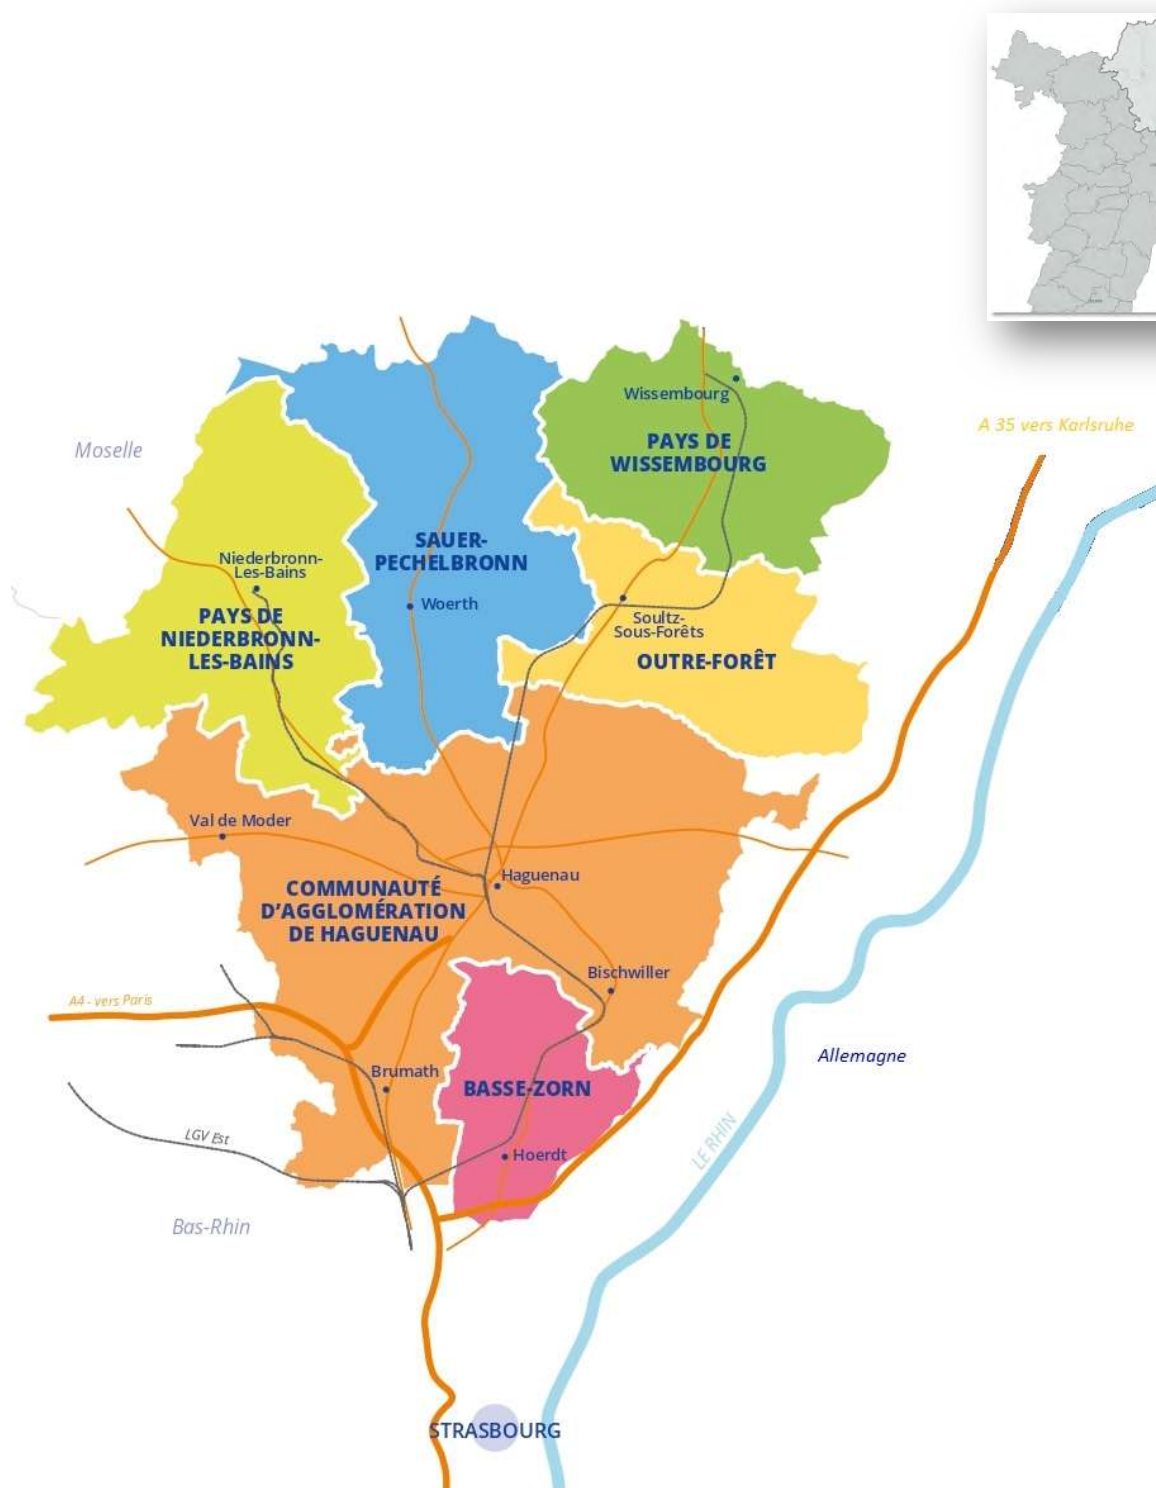 Wissembourg
A 35 vers Karlsruhe
Moselle
PAYS DE
WISSEMBOURG
SAUER-
PECHELBRONN
Niederbronn-
Les-Bains
Woerth
PAYS DE
NIEDERBRONN-
LES-BAINS
Soultz-
Sous-Forêts
OUTRE-FORÊT
Val de Moder
Haguenau
COMMUNAUTÉ
D'AGGLOMÉRATION
DE HAGUENAU
Bischwiller
A4 - vers Paris
Allemagne
Brumath
BASSE-ZORN
LE RHIN
LGV Est
Hoerdt
Bas-Rhin
STRASBOURG